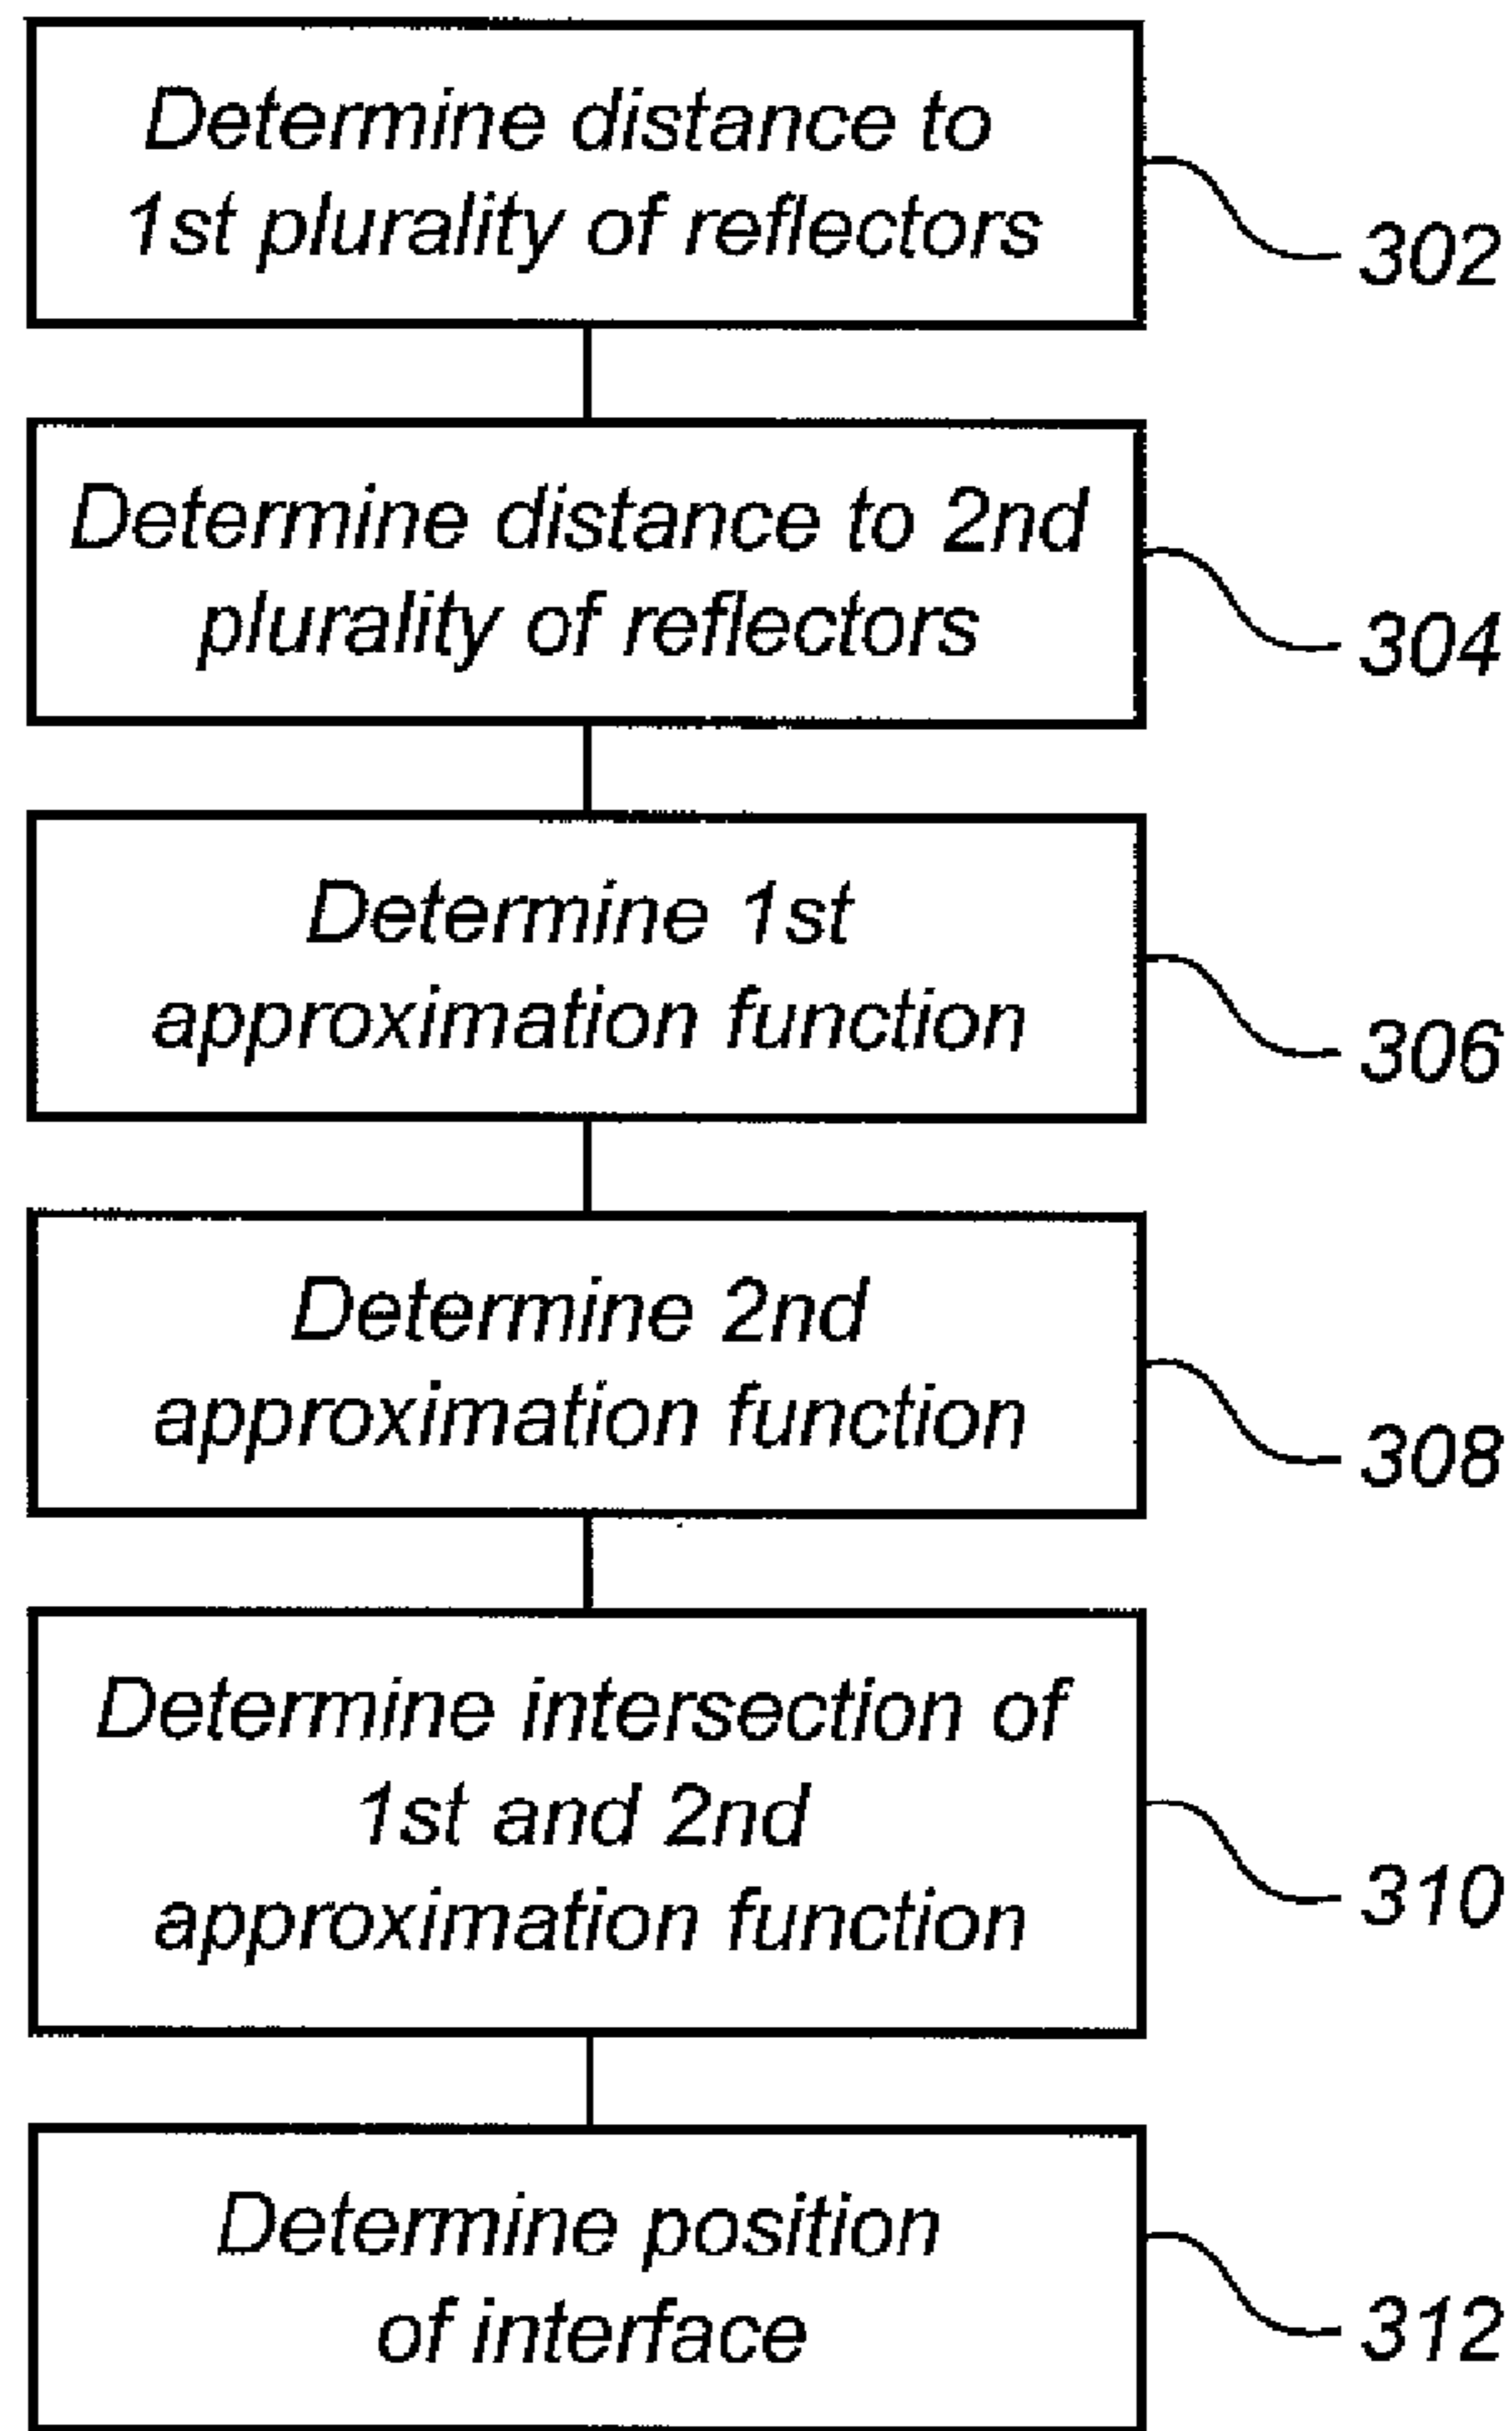 Determine distance to
1st plurality of reflectors
302
Determine distance to 2nd
plurality of reflectors
304
Determine 1st
approximation function
306
Determine 2nd
approximation function
308
Determine intersection of
1st and 2nd
approximation function
310
Determine position
of interface
312